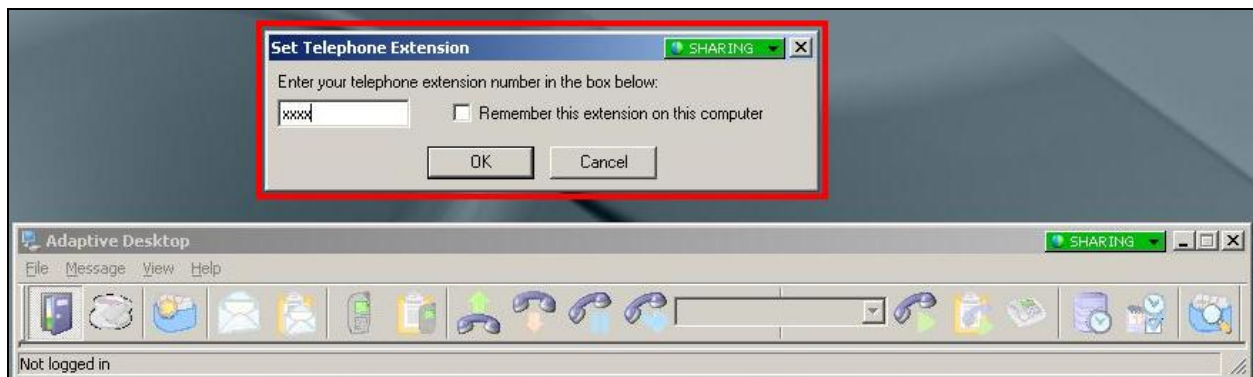 Set Telephone Extension
SHARING
Enter your telephone extension number in the box below:
xxxx
Remember this extension on this computer
OK
Cancel
Adaptive Desktop
SHARING
File Message View Help
Not logged in